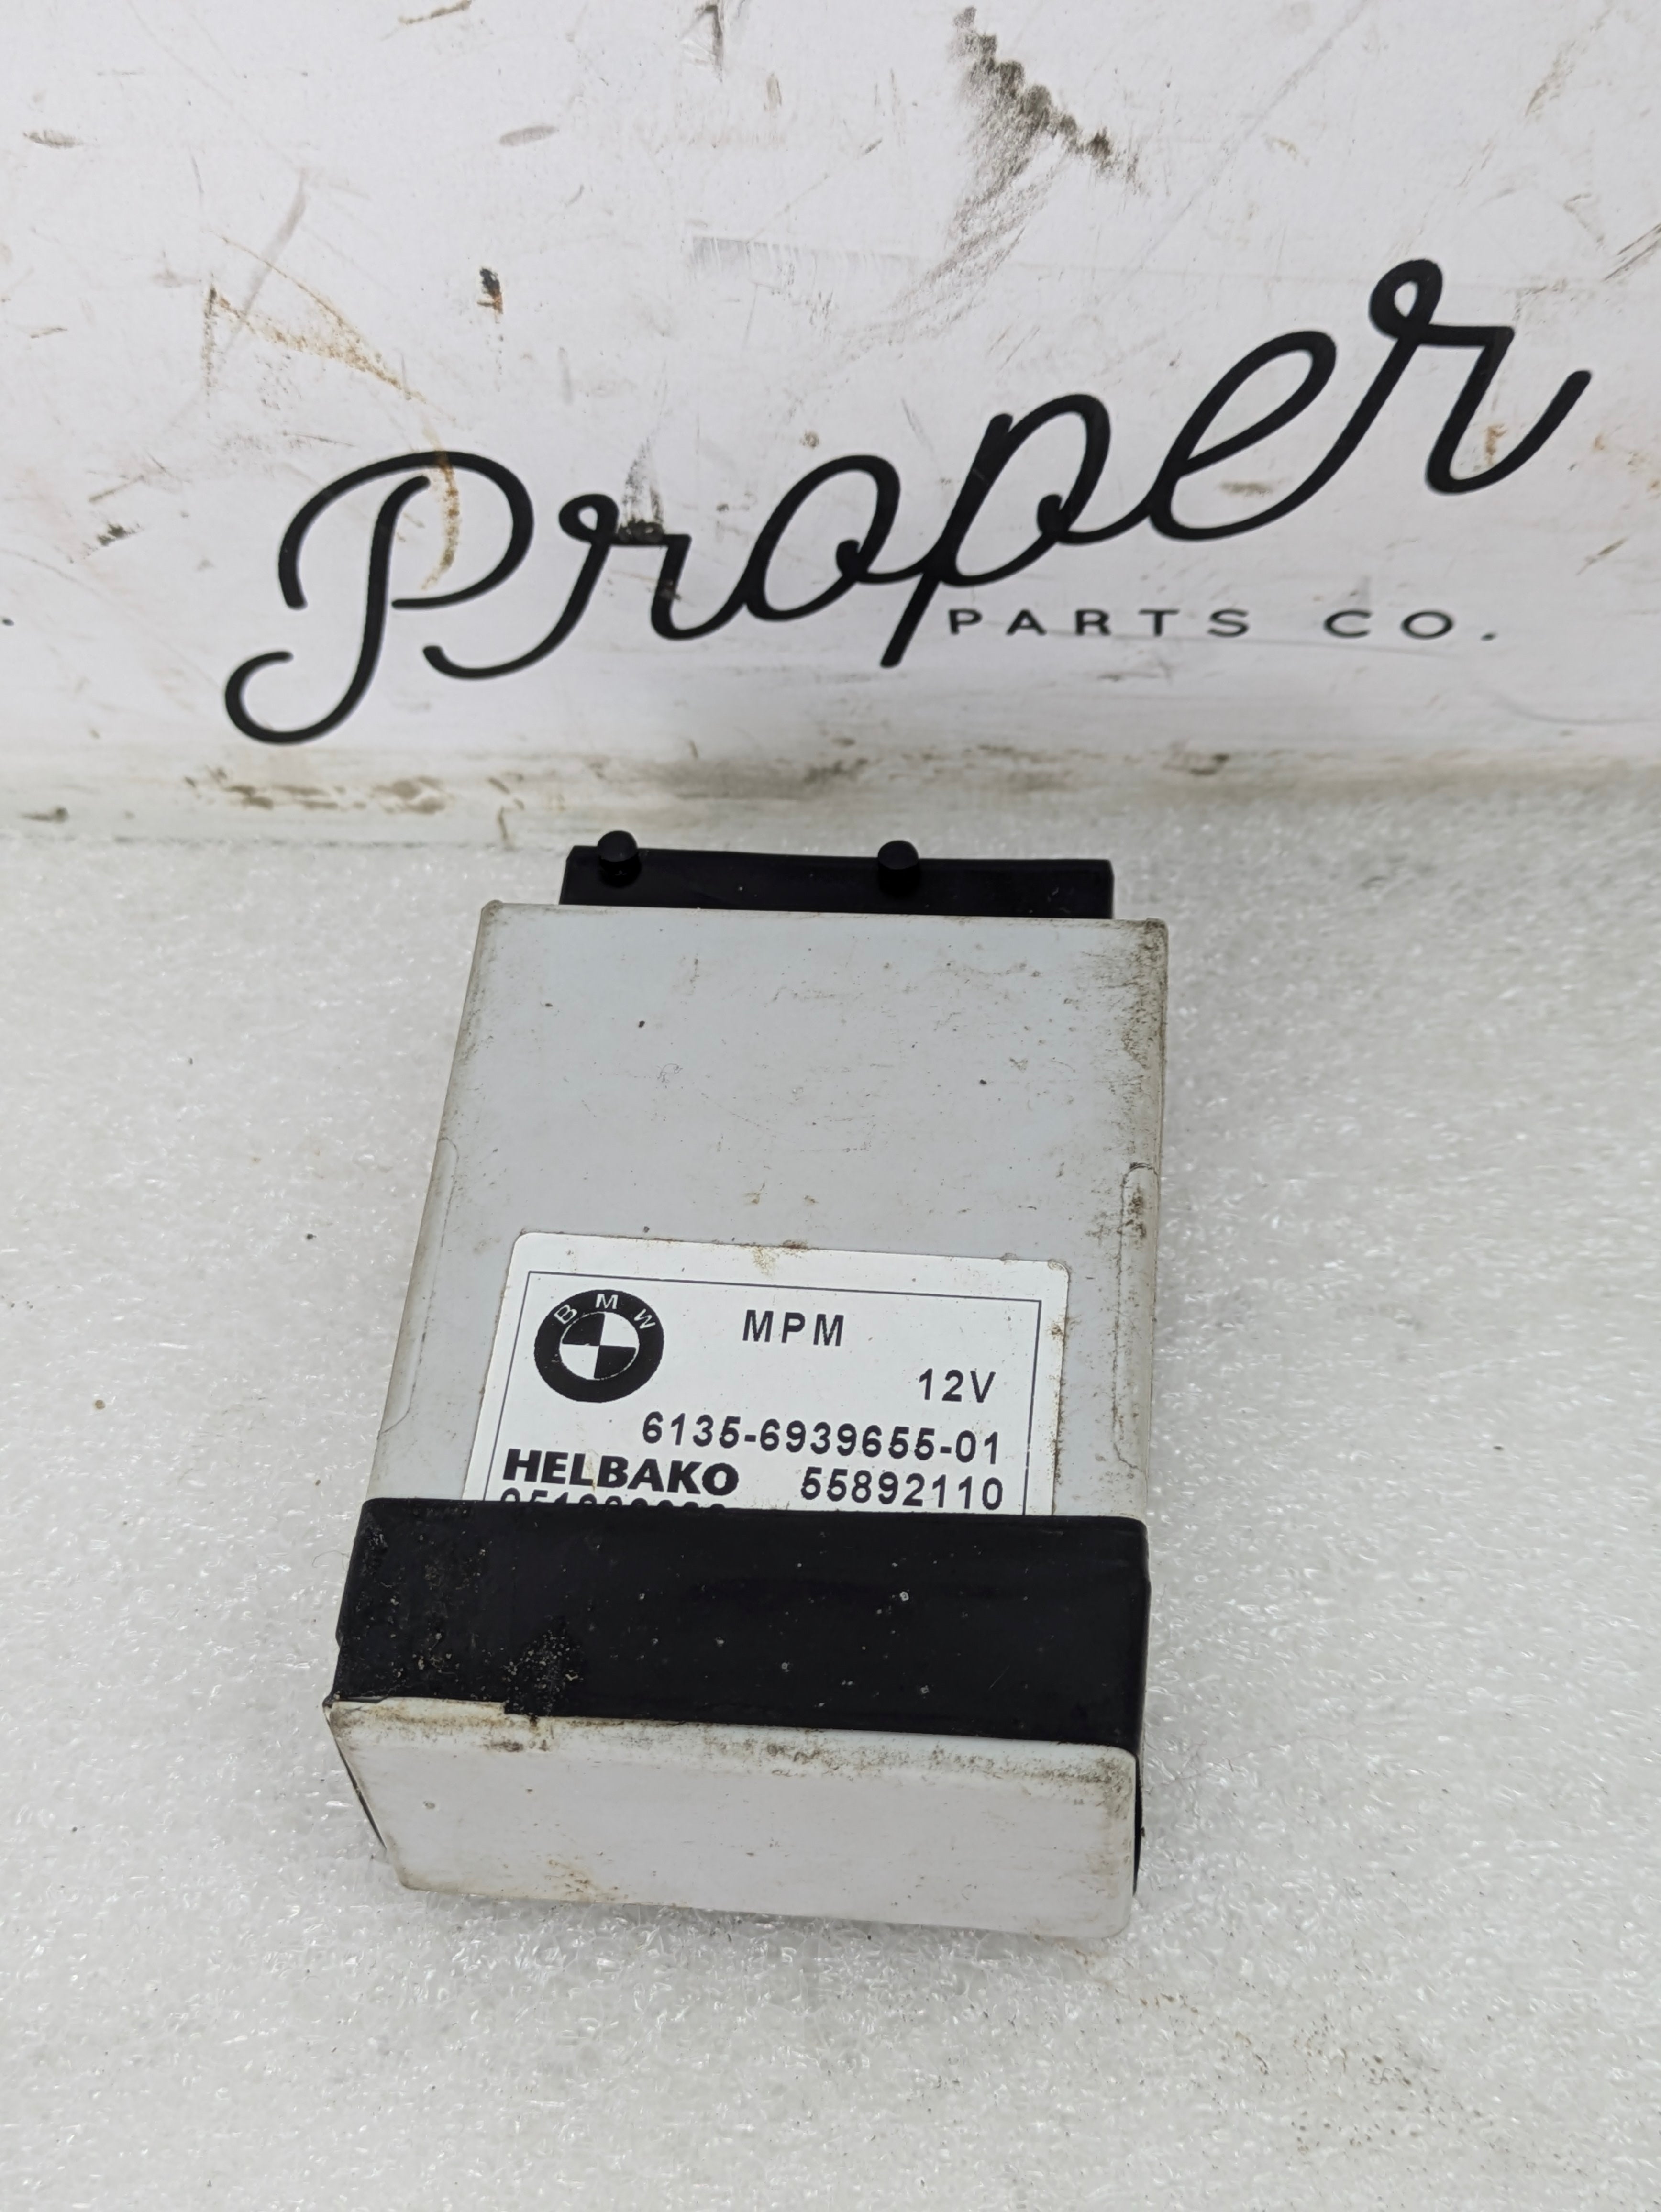 Proper
PARTS CO.
BMW
MPM
12V
6135-6939655-01
HELBAKO 55892110